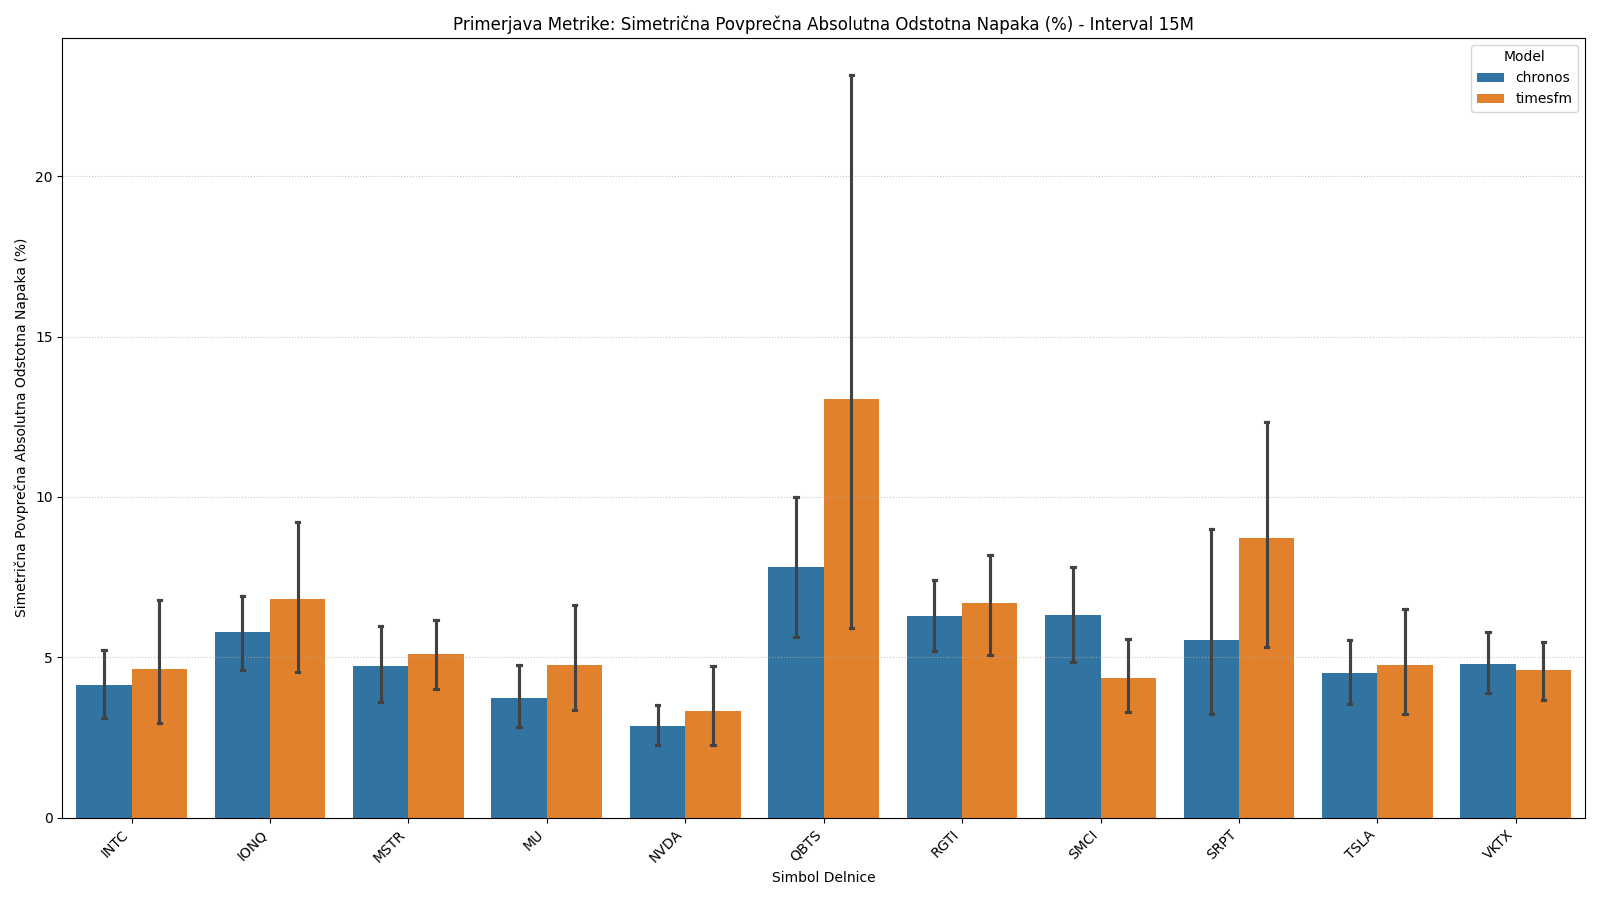 Primerjava Metrike: Simetrična Povprečna Absolutna Odstotna Napaka (%) - Interval 15M
Model
chronos
timesfm
Simetrična Povprečna Absolutna Odstotna Napaka (%)
20
15
10
5
0
INTC
IONQ
MSTR
MU
NVDA
QBTS
RGTI
SMCI
SRPT
TSLA
VKTX
Simbol Delnice